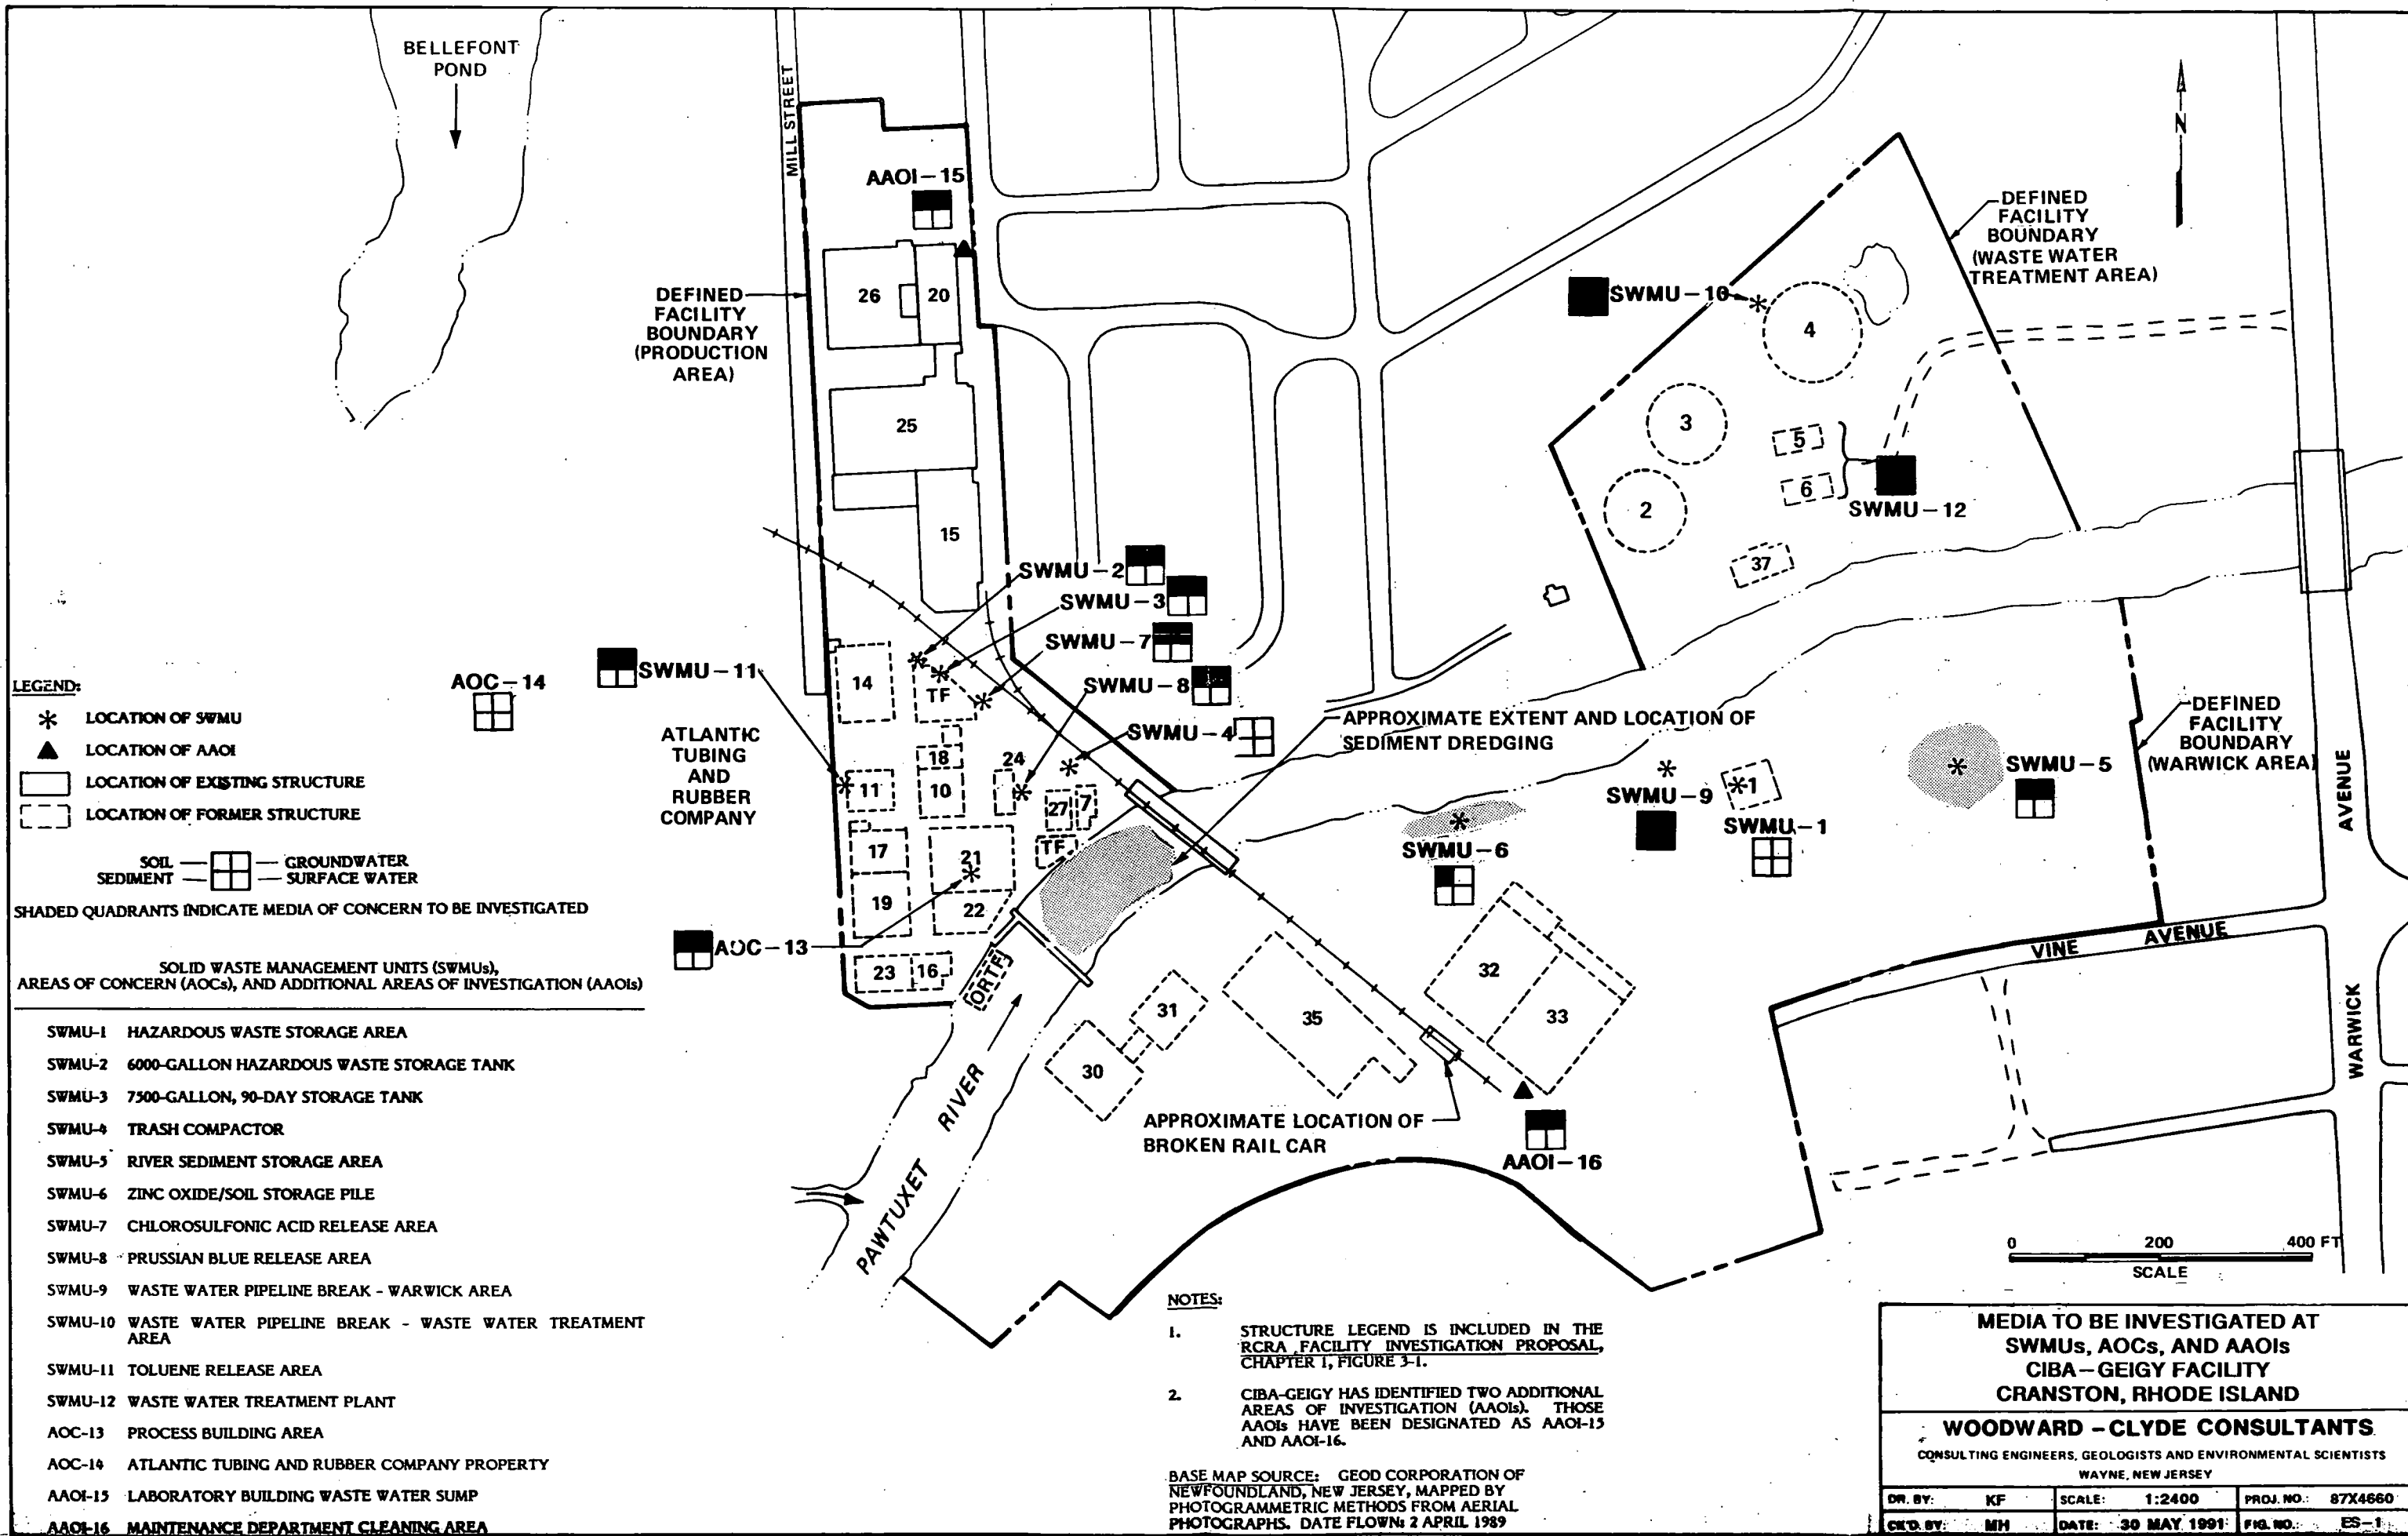 BELLEFONT
POND
MILL STREET
AAOI-15
N
DEFINED
FACILITY
BOUNDARY
(WASTE WATER
TREATMENT AREA)
SWMU-10
4
DEFINED
FACILITY
BOUNDARY
(PRODUCTION
AREA)
26
20
25
15
3
2
5
6
37
SWMU-12
SWMU-2
SWMU-3
SWMU-7
SWMU-8
SWMU-4
SWMU-11
AOC-14
14
TF
ATLANTIC
TUBING
AND
RUBBER
COMPANY
18
24
11
10
27
7
TF
17
21
19
22
23
16
ORTF
AOC-13
APPROXIMATE EXTENT AND LOCATION OF
SEDIMENT DREDGING
SWMU-9
1
SWMU-1
SWMU-6
SWMU-5
DEFINED
FACILITY
BOUNDARY
(WARWICK AREA)
WARWICK AVENUE
VINE AVENUE
32
33
35
31
30
PAWTUXET RIVER
APPROXIMATE LOCATION OF
BROKEN RAIL CAR
AAOI-16
LEGEND:
LOCATION OF SWMU
LOCATION OF AAOI
LOCATION OF EXISTING STRUCTURE
LOCATION OF FORMER STRUCTURE
SOIL GROUNDWATER
SEDIMENT SURFACE WATER
SHADED QUADRANTS INDICATE MEDIA OF CONCERN TO BE INVESTIGATED
SOLID WASTE MANAGEMENT UNITS (SWMUs),
AREAS OF CONCERN (AOCs), AND ADDITIONAL AREAS OF INVESTIGATION (AAOIs)
SWMU-1 HAZARDOUS WASTE STORAGE AREA
SWMU-2 6000-GALLON HAZARDOUS WASTE STORAGE TANK
SWMU-3 7500-GALLON, 90-DAY STORAGE TANK
SWMU-4 TRASH COMPACTOR
SWMU-5 RIVER SEDIMENT STORAGE AREA
SWMU-6 ZINC OXIDE/SOIL STORAGE PILE
SWMU-7 CHLOROSULFONIC ACID RELEASE AREA
SWMU-8 PRUSSIAN BLUE RELEASE AREA
SWMU-9 WASTE WATER PIPELINE BREAK - WARWICK AREA
SWMU-10 WASTE WATER PIPELINE BREAK - WASTE WATER TREATMENT
AREA
SWMU-11 TOLUENE RELEASE AREA
SWMU-12 WASTE WATER TREATMENT PLANT
AOC-13 PROCESS BUILDING AREA
AOC-14 ATLANTIC TUBING AND RUBBER COMPANY PROPERTY
AAOI-15 LABORATORY BUILDING WASTE WATER SUMP
AAOI-16 MAINTENANCE DEPARTMENT CLEANING AREA
NOTES:
1. STRUCTURE LEGEND IS INCLUDED IN THE
RCRA FACILITY INVESTIGATION PROPOSAL,
CHAPTER 1, FIGURE 3-1.
2. CIBA-GEIGY HAS IDENTIFIED TWO ADDITIONAL
AREAS OF INVESTIGATION (AAOIs). THOSE
AAOIs HAVE BEEN DESIGNATED AS AAOI-15
AND AAOI-16.
BASE MAP SOURCE: GEOD CORPORATION OF
NEWFOUNDLAND, NEW JERSEY, MAPPED BY
PHOTOGRAMMETRIC METHODS FROM AERIAL
PHOTOGRAPHS. DATE FLOWN: 2 APRIL 1989
0 200 400 FT
SCALE
MEDIA TO BE INVESTIGATED AT
SWMUs, AOCs, AND AAOIs
CIBA-GEIGY FACILITY
CRANSTON, RHODE ISLAND
WOODWARD-CLYDE CONSULTANTS
CONSULTING ENGINEERS, GEOLOGISTS AND ENVIRONMENTAL SCIENTISTS
WAYNE, NEW JERSEY
DR. BY: KF SCALE: 1:2400 PROJ. NO.: 87X4660
CK'D. BY: MH DATE: 30 MAY 1991 FIG. NO.: ES-1